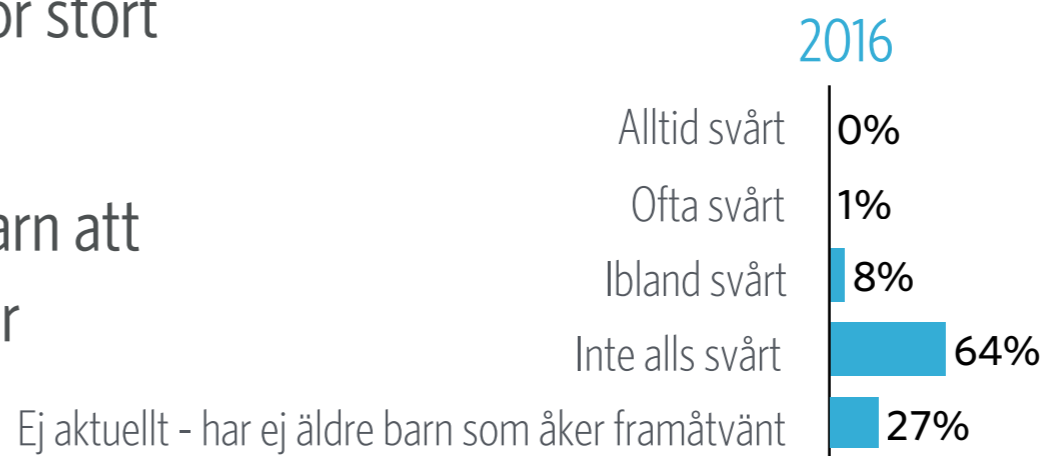 ör stort
arn att
r
2016
Alltid svårt 0%
Ofta svårt 1%
Ibland svårt 8%
Inte alls svårt 64%
Ej aktuellt - har ej äldre barn som åker framåtvänt 27%